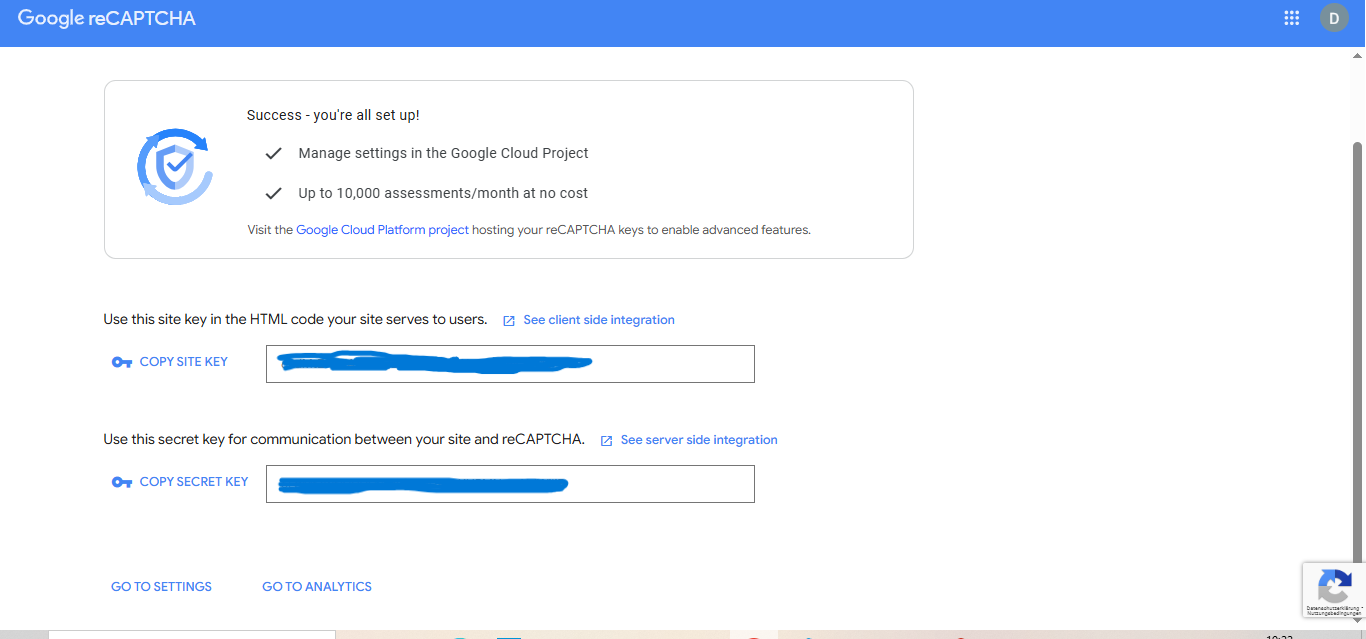 Google reCAPTCHA
D
Success - you're all set up!
Manage settings in the Google Cloud Project
Up to 10,000 assessments/month at no cost
Visit the Google Cloud Platform project hosting your reCAPTCHA keys to enable advanced features.
Use this site key in the HTML code your site serves to users. See client side integration
COPY SITE KEY
Use this secret key for communication between your site and reCAPTCHA. See server side integration
COPY SECRET KEY
GO TO SETTINGS GO TO ANALYTICS
Datenschutzerklärung •
Nutzungsbedingungen